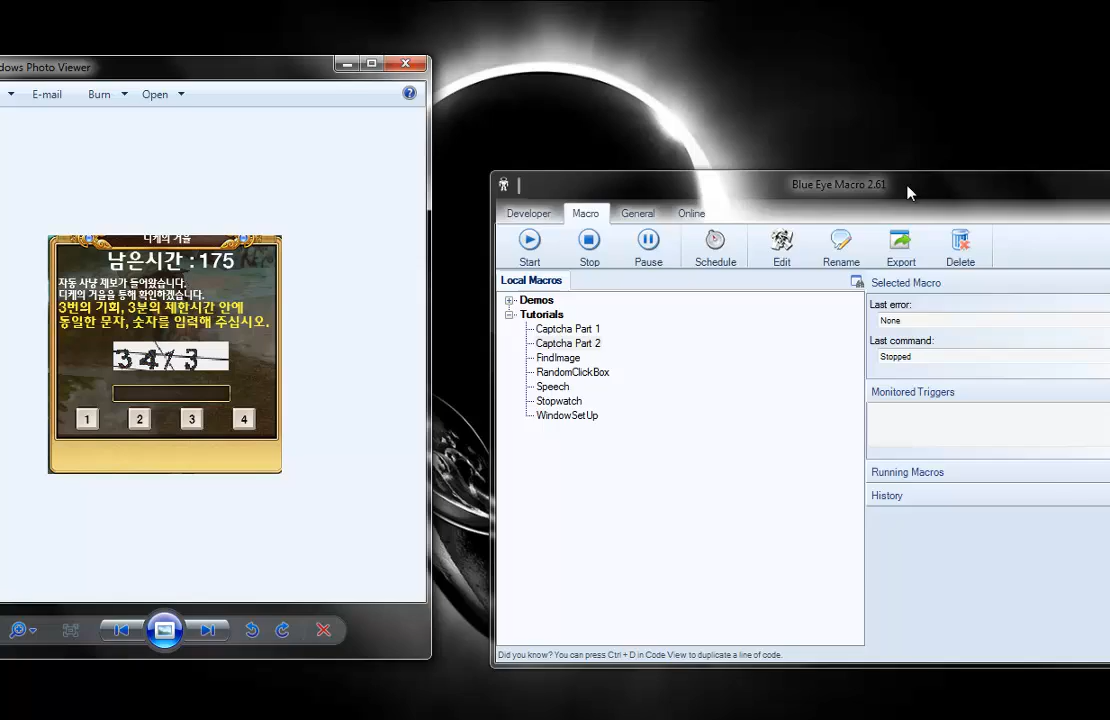 dows Photo Viewer
E-mail
Burn
Open
디케의 거울
남은시간 : 175
자동 사냥 제보가 들어왔습니다.
디케의 거울을 통해 확인하겠습니다.
3번의 기회, 3분의 제한시간 안에
동일한 문자, 숫자를 입력해 주십시오.
1 2 3 4
Blue Eye Macro 2.61
Developer Macro General Online
Start Stop Pause Schedule Edit Rename Export Delete
Local Macros
Demos
Tutorials
Captcha Part 1
Captcha Part 2
FindImage
RandomClickBox
Speech
Stopwatch
WindowSetUp
Did you know? You can press Ctrl + D in Code View to duplicate a line of code.
Selected Macro
Last error:
None
Last command:
Stopped
Monitored Triggers
Running Macros
History